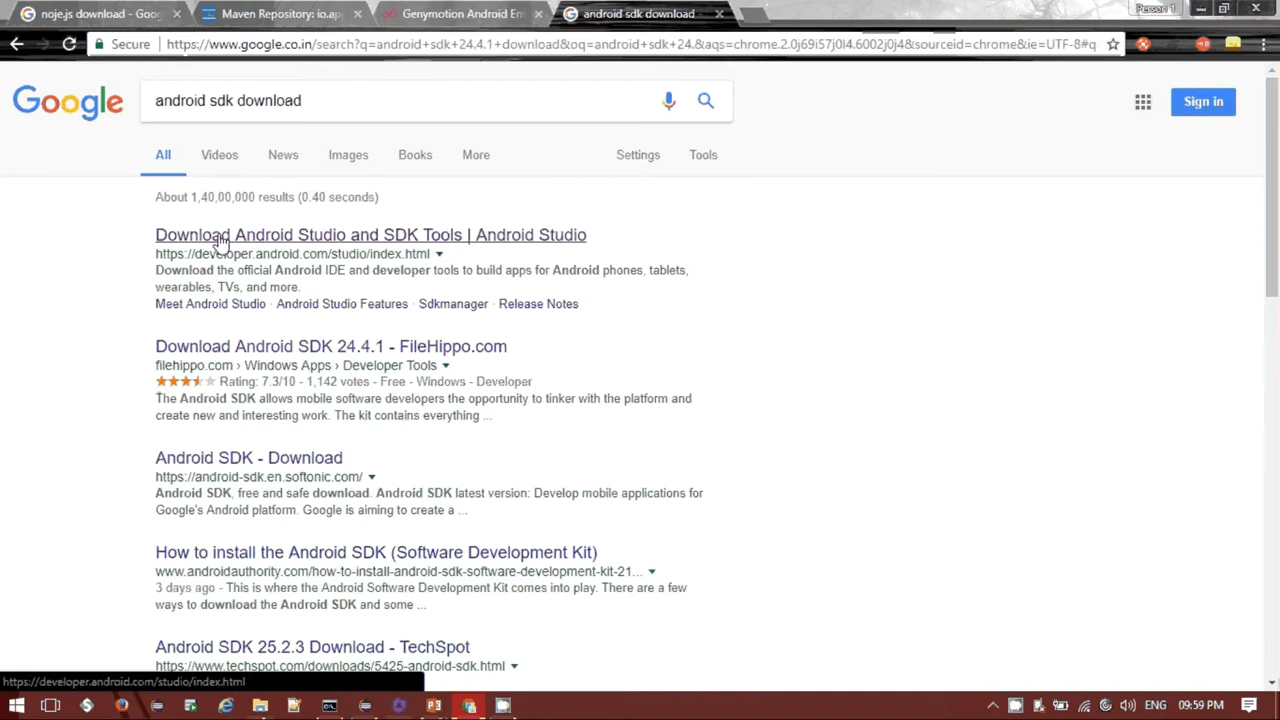 noje.js download - Goo
Maven Repository: io.app
Genymotion Android Em
android sdk download
Person 1
Secure
https://www.google.co.in/search?q=android+sdk+24.4.1+download&oq=android+sdk+24.&aqs=chrome.2.0j69i57j0l4.6002j0j4&sourceid=chrome&ie=UTF-8#q=
Google
android sdk download
Sign in
All
Videos
News
Images
Books
More
Settings
Tools
About 1,40,00,000 results (0.40 seconds)
Download Android Studio and SDK Tools | Android Studio
https://developer.android.com/studio/index.html
Download the official Android IDE and developer tools to build apps for Android phones, tablets,
wearables, TVs, and more.
Meet Android Studio · Android Studio Features · Sdkmanager · Release Notes
Download Android SDK 24.4.1 - FileHippo.com
filehippo.com › Windows Apps › Developer Tools
Rating: 7.3/10 - 1,142 votes - Free - Windows - Developer
The Android SDK allows mobile software developers the opportunity to tinker with the platform and
create new and interesting work. The kit contains everything ...
Android SDK - Download
https://android-sdk.en.softonic.com/
Android SDK, free and safe download. Android SDK latest version: Develop mobile applications for
Google's Android platform. Google is aiming to create a ...
How to install the Android SDK (Software Development Kit)
www.androidauthority.com/how-to-install-android-sdk-software-development-kit-21...
3 days ago - This is where the Android Software Development Kit comes into play. There are a few
ways to download the Android SDK and some ...
Android SDK 25.2.3 Download - TechSpot
https://www.techspot.com/downloads/5425-android-sdk.html
https://developer.android.com/studio/index.html
ENG
09:59 PM